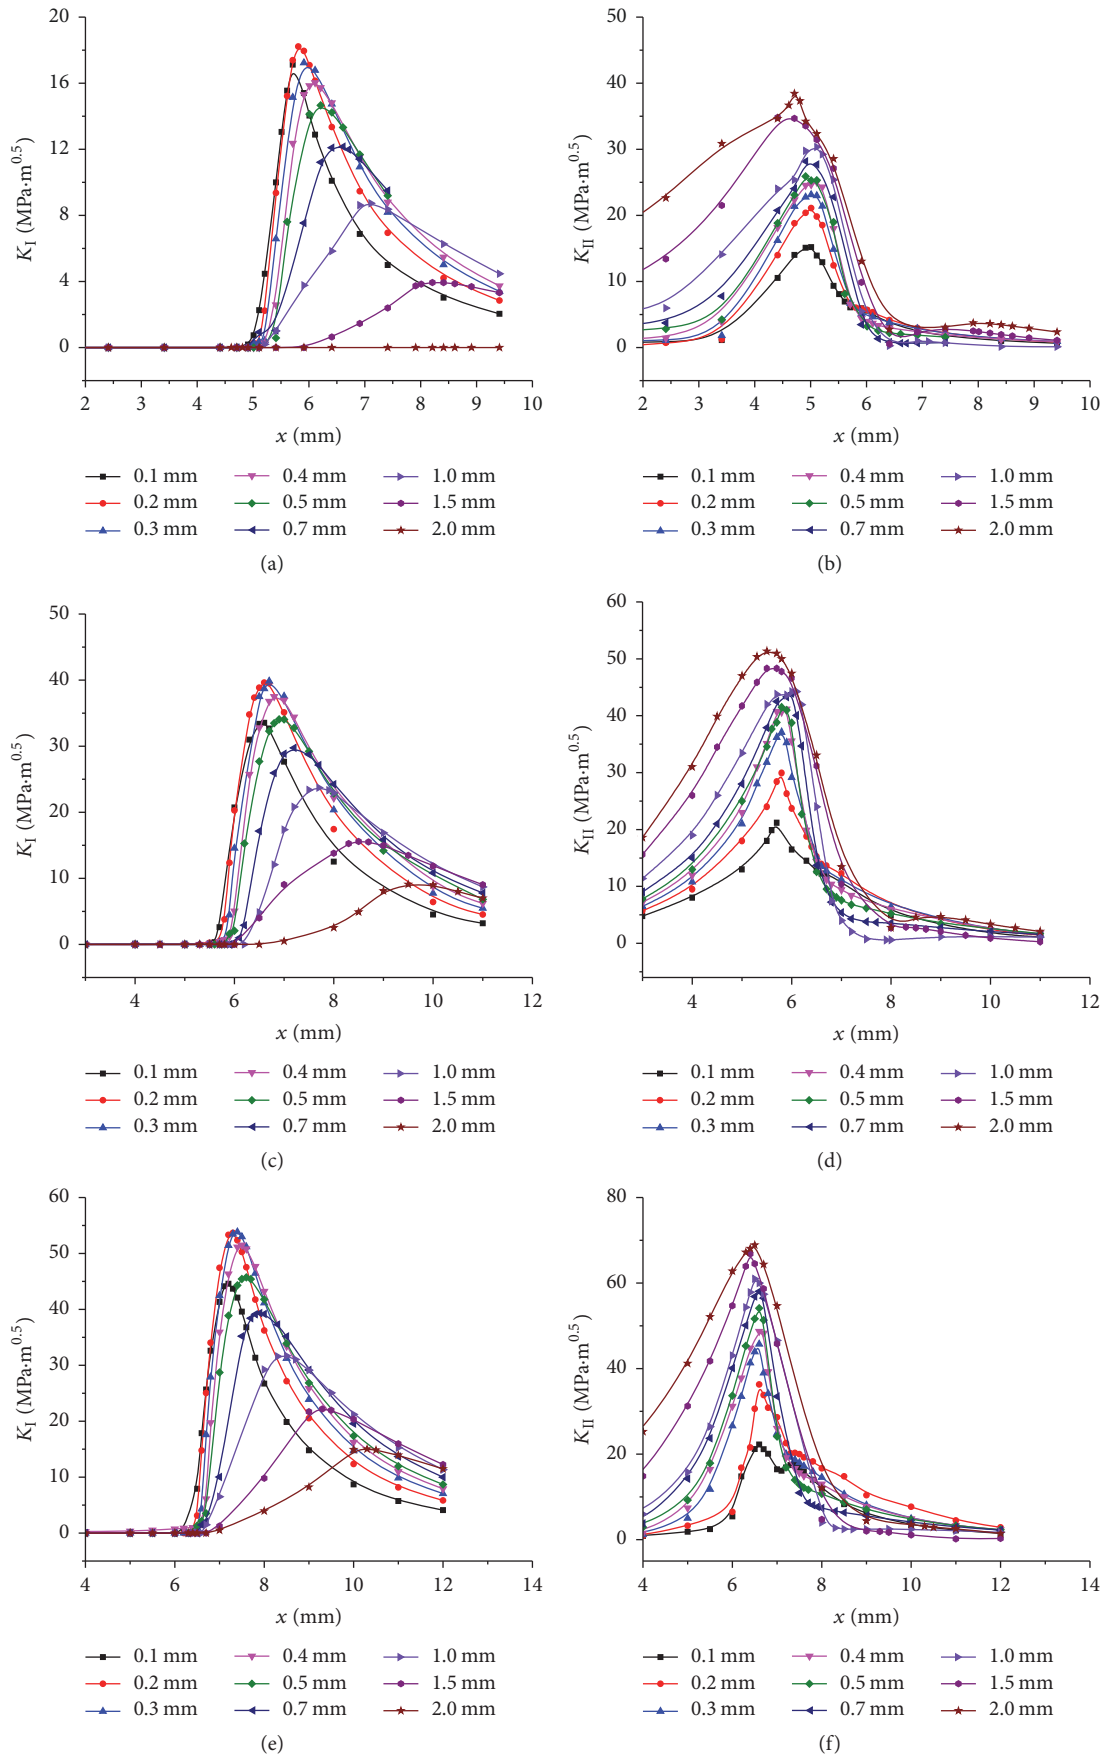 20
16
12
8
4
0
K_I (MPa·m^0.5)
2 3 4 5 6 7 8 9 10
x (mm)
0.1 mm 0.4 mm 1.0 mm
0.2 mm 0.5 mm 1.5 mm
0.3 mm 0.7 mm 2.0 mm
(a)
50
40
30
20
10
0
K_II (MPa·m^0.5)
2 4 6 8 10
x (mm)
0.1 mm 0.4 mm 1.0 mm
0.2 mm 0.5 mm 1.5 mm
0.3 mm 0.7 mm 2.0 mm
(b)
50
40
30
20
10
0
K_I (MPa·m^0.5)
4 6 8 10 12
x (mm)
0.1 mm 0.4 mm 1.0 mm
0.2 mm 0.5 mm 1.5 mm
0.3 mm 0.7 mm 2.0 mm
(c)
60
50
40
30
20
10
0
K_II (MPa·m^0.5)
4 6 8 10 12
x (mm)
0.1 mm 0.4 mm 1.0 mm
0.2 mm 0.5 mm 1.5 mm
0.3 mm 0.7 mm 2.0 mm
(d)
60
50
40
30
20
10
0
K_I (MPa·m^0.5)
4 6 8 10 12 14
x (mm)
0.1 mm 0.4 mm 1.0 mm
0.2 mm 0.5 mm 1.5 mm
0.3 mm 0.7 mm 2.0 mm
(e)
80
60
40
20
0
K_II (MPa·m^0.5)
4 6 8 10 12 14
x (mm)
0.1 mm 0.4 mm 1.0 mm
0.2 mm 0.5 mm 1.5 mm
0.3 mm 0.7 mm 2.0 mm
(f)